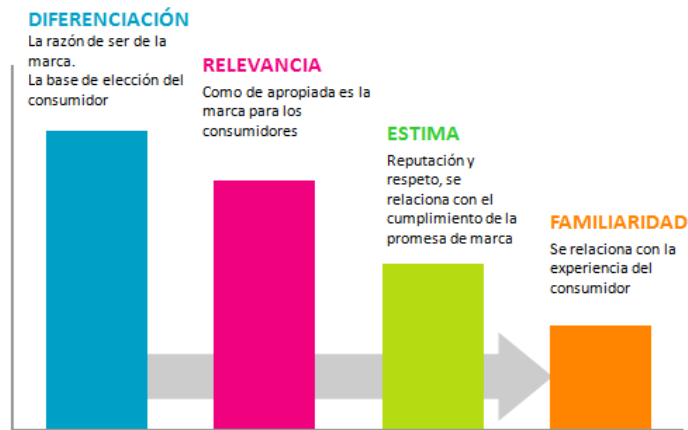 DIFERENCIACIÓN
La razón de ser de la
marca.
La base de elección del
consumidor
RELEVANCIA
Como de apropiada es la
marca para los
consumidores
ESTIMA
Reputación y
respeto, se
relaciona con el
cumplimiento de la
promesa de marca
FAMILIARIDAD
Se relaciona con la
experiencia del
consumidor